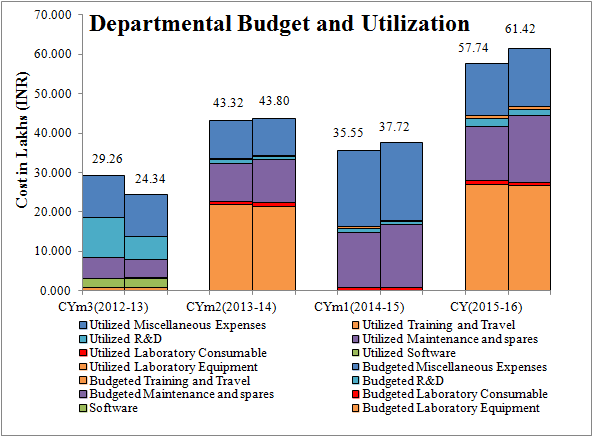 Departmental Budget and Utilization
Cost in Lakhs (INR)
70.000
60.000
50.000
40.000
30.000
20.000
10.000
0.000
29.26
24.34
43.32
43.80
35.55
37.72
57.74
61.42
CYm3(2012-13)
CYm2(2013-14)
CYm1(2014-15)
CY(2015-16)
Utilized Miscellaneous Expenses
Utilized Training and Travel
Utilized R&D
Utilized Maintenance and spares
Utilized Laboratory Consumable
Utilized Software
Utilized Laboratory Equipment
Budgeted Miscellaneous Expenses
Budgeted Training and Travel
Budgeted R&D
Budgeted Maintenance and spares
Budgeted Laboratory Consumable
Software
Budgeted Laboratory Equipment